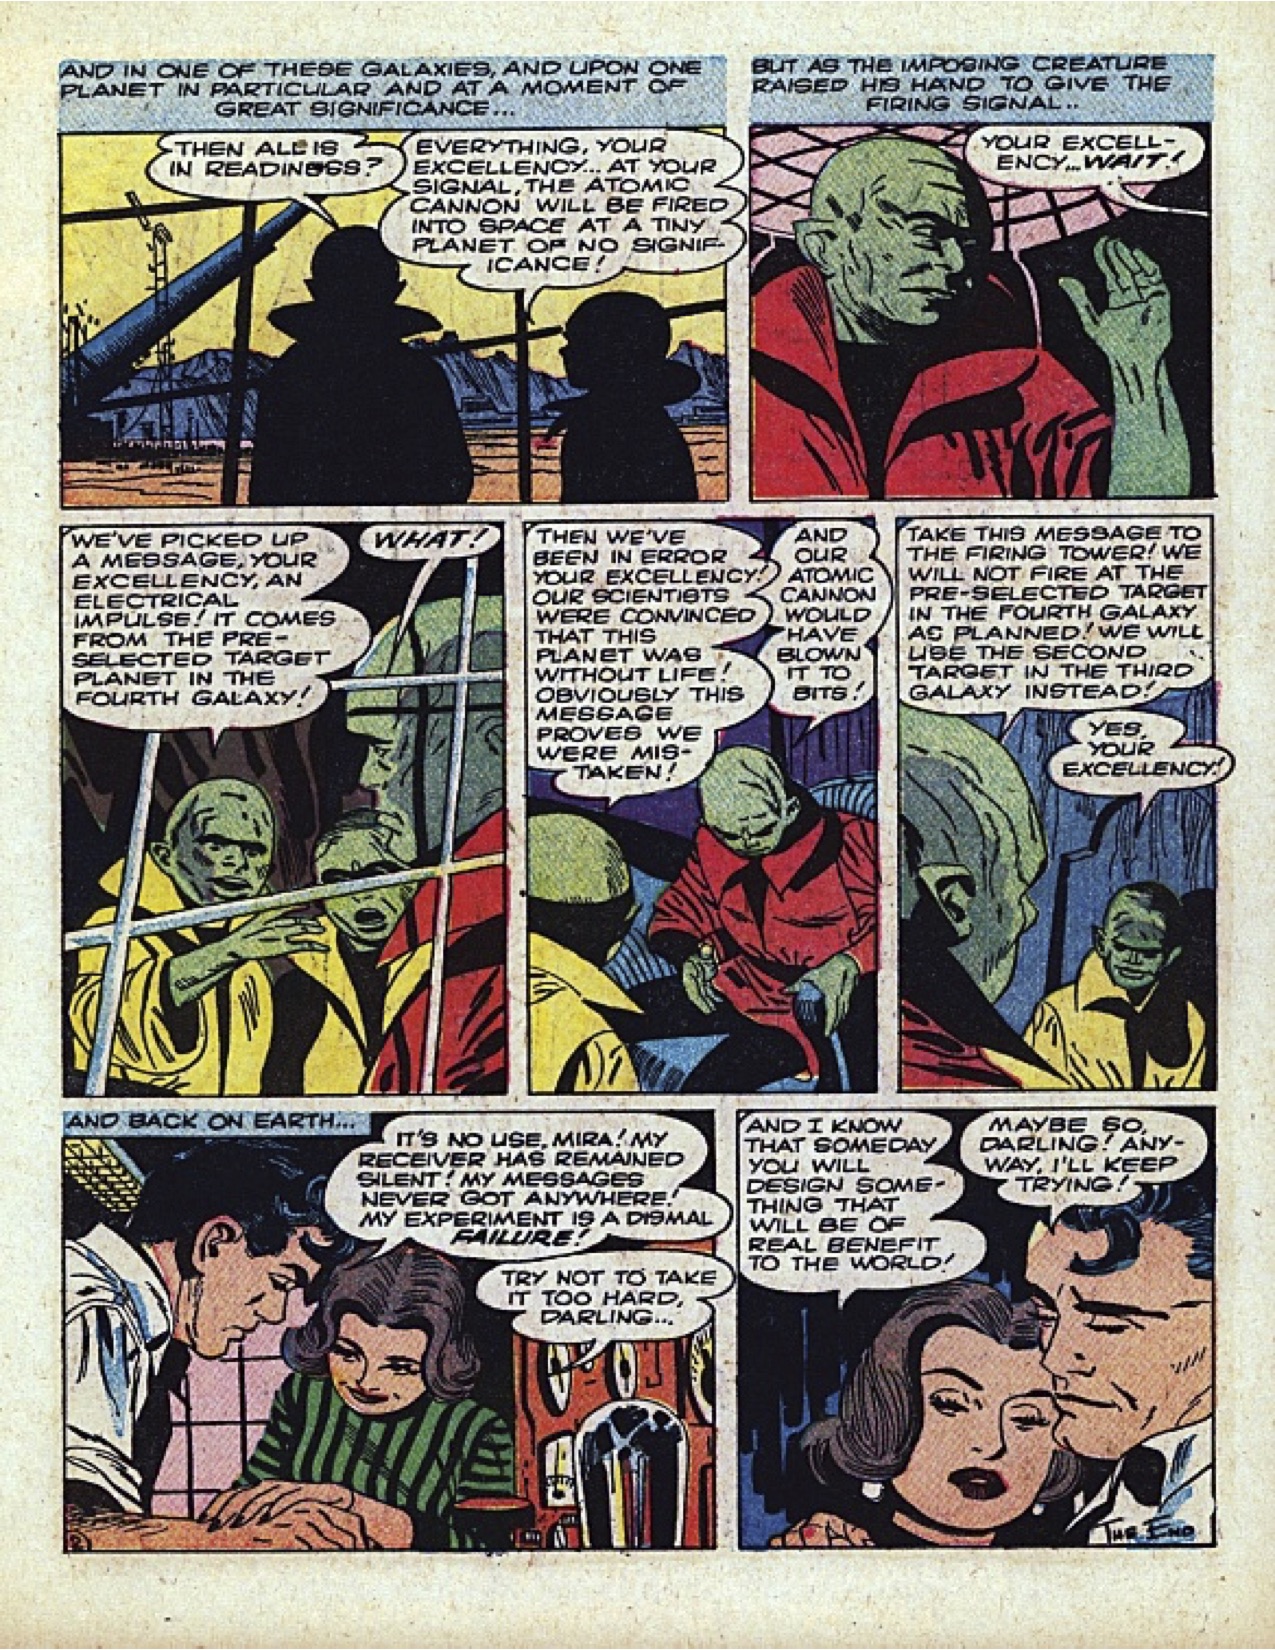 AND IN ONE OF THESE GALAXIES, AND UPON ONE
PLANET IN PARTICULAR AND AT A MOMENT OF
GREAT SIGNIFICANCE...
THEN ALL IS
IN READINESS?
EVERYTHING, YOUR
EXCELLENCY... AT YOUR
SIGNAL, THE ATOMIC
CANNON WILL BE FIRED
INTO SPACE AT A TINY
PLANET OF NO SIGNIF-
ICANCE!
BUT AS THE IMPOSING CREATURE
RAISED HIS HAND TO GIVE THE
FIRING SIGNAL..
YOUR EXCELL-
ENCY...WAIT!
WE'VE PICKED UP
A MESSAGE, YOUR
EXCELLENCY, AN
ELECTRICAL
IMPULSE! IT COMES
FROM THE PRE-
SELECTED TARGET
PLANET IN THE
FOURTH GALAXY!
WHAT!
THEN WE'VE
BEEN IN ERROR
YOUR EXCELLENCY!
OUR SCIENTISTS
WERE CONVINCED
THAT THIS
PLANET WAS
WITHOUT LIFE!
OBVIOUSLY THIS
MESSAGE
PROVES WE
WERE MIS-
TAKEN!
AND
OUR
ATOMIC
CANNON
WOULD
HAVE
BLOWN
IT TO
BITS!
TAKE THIS MESSAGE TO
THE FIRING TOWER! WE
WILL NOT FIRE AT THE
PRE-SELECTED TARGET
IN THE FOURTH GALAXY
AS PLANNED! WE WILL
USE THE SECOND
TARGET IN THE THIRD
GALAXY INSTEAD!
YES,
YOUR
EXCELLENCY!
AND BACK ON EARTH...
IT'S NO USE, MIRA! MY
RECEIVER HAS REMAINED
SILENT! MY MESSAGES
NEVER GOT ANYWHERE!
MY EXPERIMENT IS A DISMAL
FAILURE!
TRY NOT TO TAKE
IT TOO HARD,
DARLING...
2
AND I KNOW
THAT SOMEDAY
YOU WILL
DESIGN SOME-
THING THAT
WILL BE OF
REAL BENEFIT
TO THE WORLD!
MAYBE SO,
DARLING! ANY-
WAY, I'LL KEEP
TRYING!
THE END